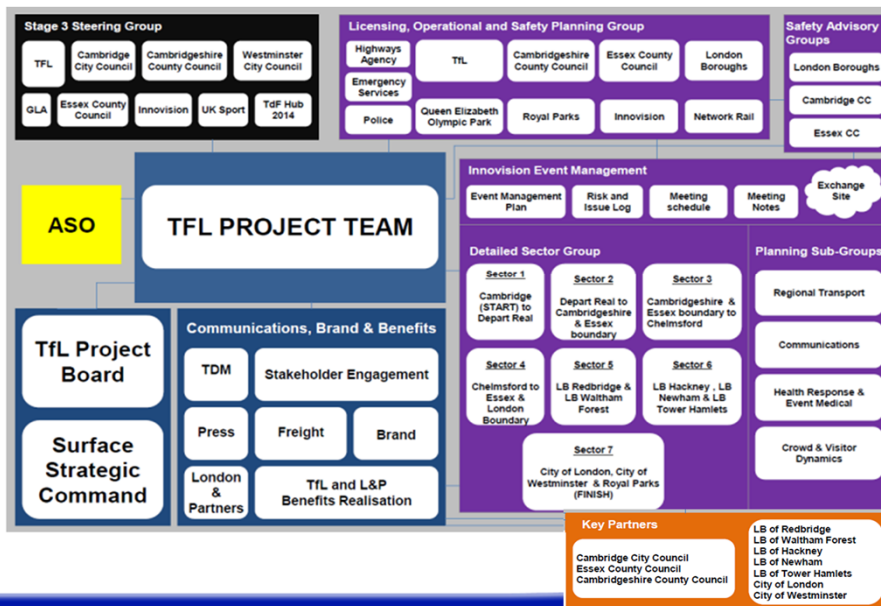 Stage 3 Steering Group
TFL
Cambridge
City Council
Cambridgeshire
County Council
Westminster
City Council
GLA
Essex County
Council
Innovision
UK Sport
TdF Hub
2014
Licensing, Operational and Safety Planning Group
Highways
Agency
Emergency
Services
Police
TfL
Cambridgeshire
County Council
Essex County
Council
London
Boroughs
Queen Elizabeth
Olympic Park
Royal Parks
Innovision
Network Rail
Safety Advisory
Groups
London Boroughs
Cambridge CC
Essex CC
ASO
TFL PROJECT TEAM
Innovision Event Management
Event Management
Plan
Risk and
Issue Log
Meeting
schedule
Meeting
Notes
Exchange
Site
Detailed Sector Group
Sector 1
Cambridge
(START) to
Depart Real
Sector 2
Depart Real to
Cambridgeshire
& Essex
boundary
Sector 3
Cambridgeshire &
Essex boundary to
Chelmsford
Sector 4
Chelmsford to
Essex &
London
Boundary
Sector 5
LB Redbridge &
LB Waltham
Forest
Sector 6
LB Hackney , LB
Newham & LB
Tower Hamlets
Sector 7
City of London, City of
Westminster & Royal Parks
(FINISH)
Planning Sub-Groups
Regional Transport
Communications
Health Response &
Event Medical
Crowd & Visitor
Dynamics
TfL Project
Board
Surface
Strategic
Command
Communications, Brand & Benefits
TDM
Stakeholder Engagement
Press
Freight
Brand
London
&
Partners
TfL and L&P
Benefits Realisation
Key Partners
Cambridge City Council
Essex County Council
Cambridgeshire County Council
LB of Redbridge
LB of Waltham Forest
LB of Hackney
LB of Newham
LB of Tower Hamlets
City of London
City of Westminster